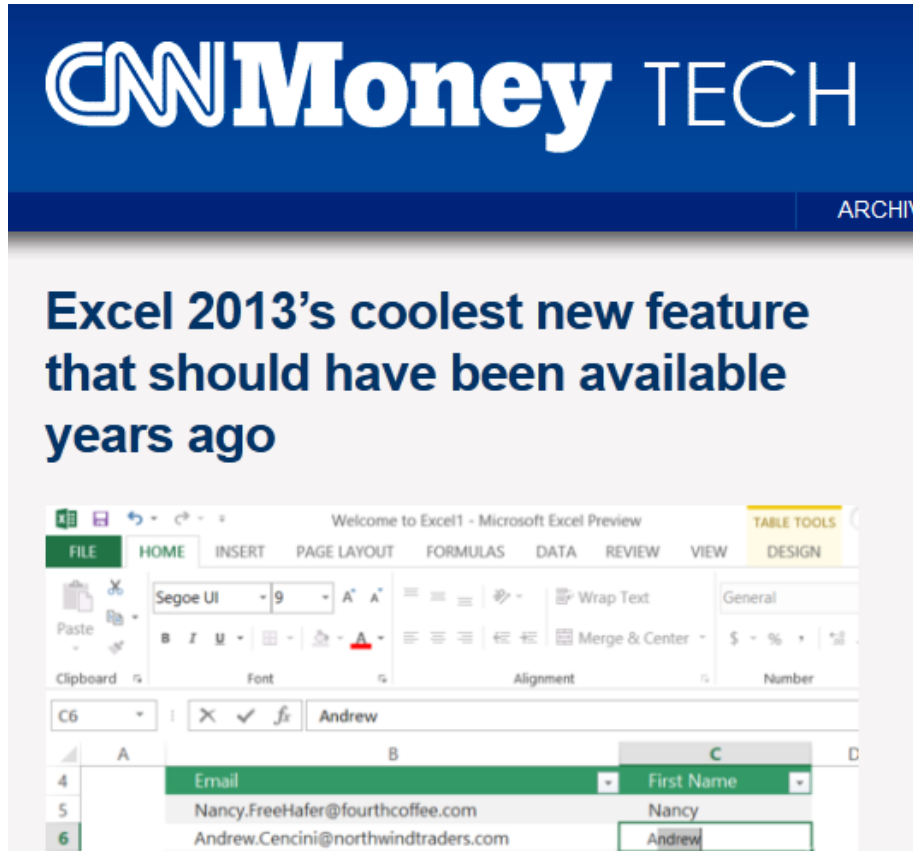 CNNMoney TECH
Excel 2013’s coolest new feature
that should have been available
years ago
Welcome to Excel1 - Microsoft Excel Preview
TABLE TOOLS
FILE HOME INSERT PAGE LAYOUT FORMULAS DATA REVIEW VIEW DESIGN
Segoe UI 9 A A Wrap Text General
Paste B I U A Merge & Center $ % ,
Clipboard Font Alignment Number
C6 fx Andrew
A B C D
4 Email First Name
5 Nancy.FreeHafer@fourthcoffee.com Nancy
6 Andrew.Cencini@northwindtraders.com Andrew